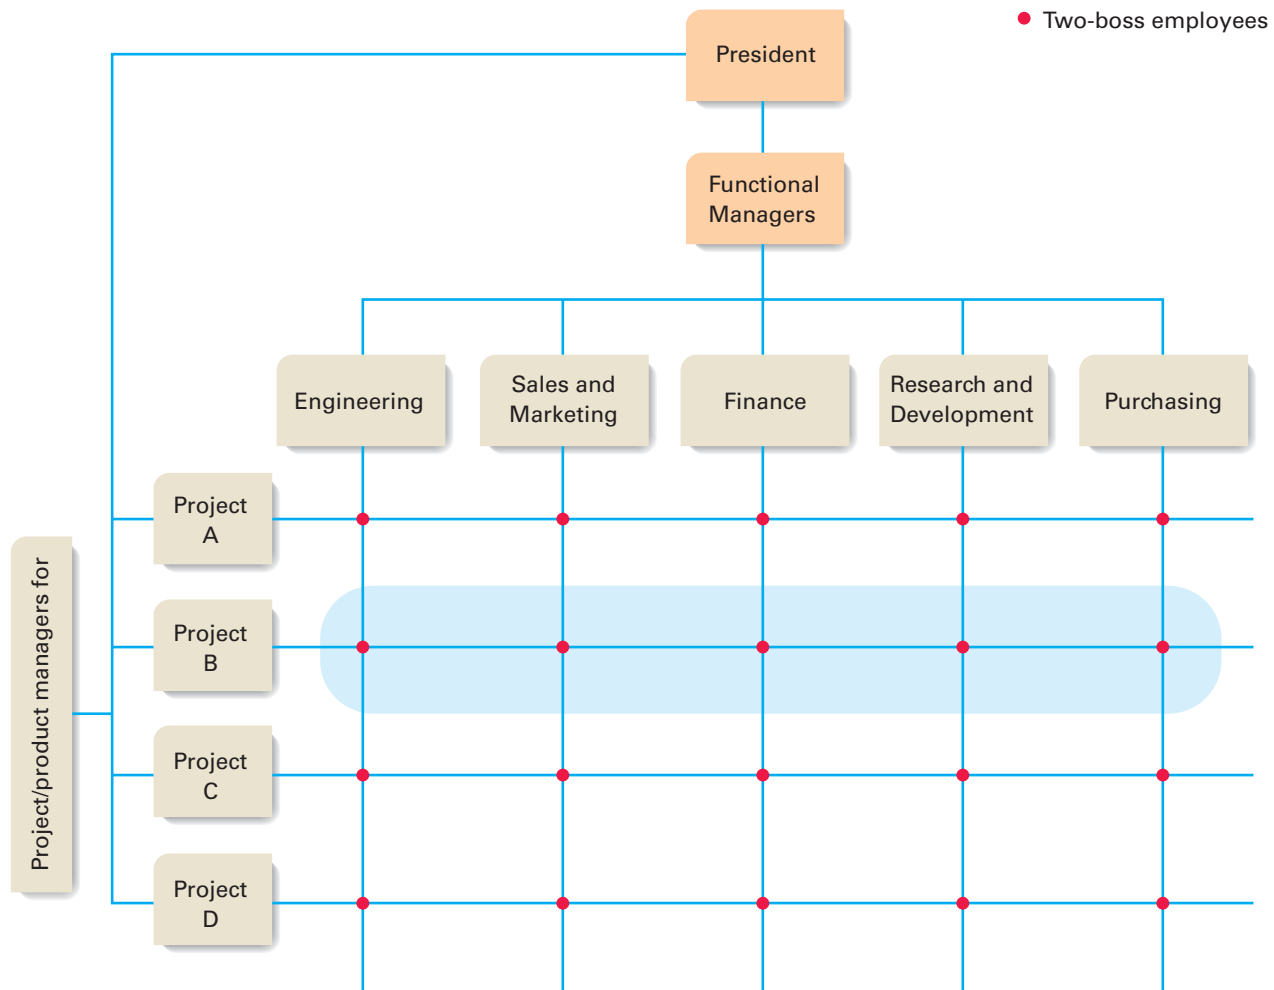 Two-boss employees
President
Functional
Managers
Engineering
Sales and
Marketing
Finance
Research and
Development
Purchasing
Project/product managers for
Project
A
Project
B
Project
C
Project
D